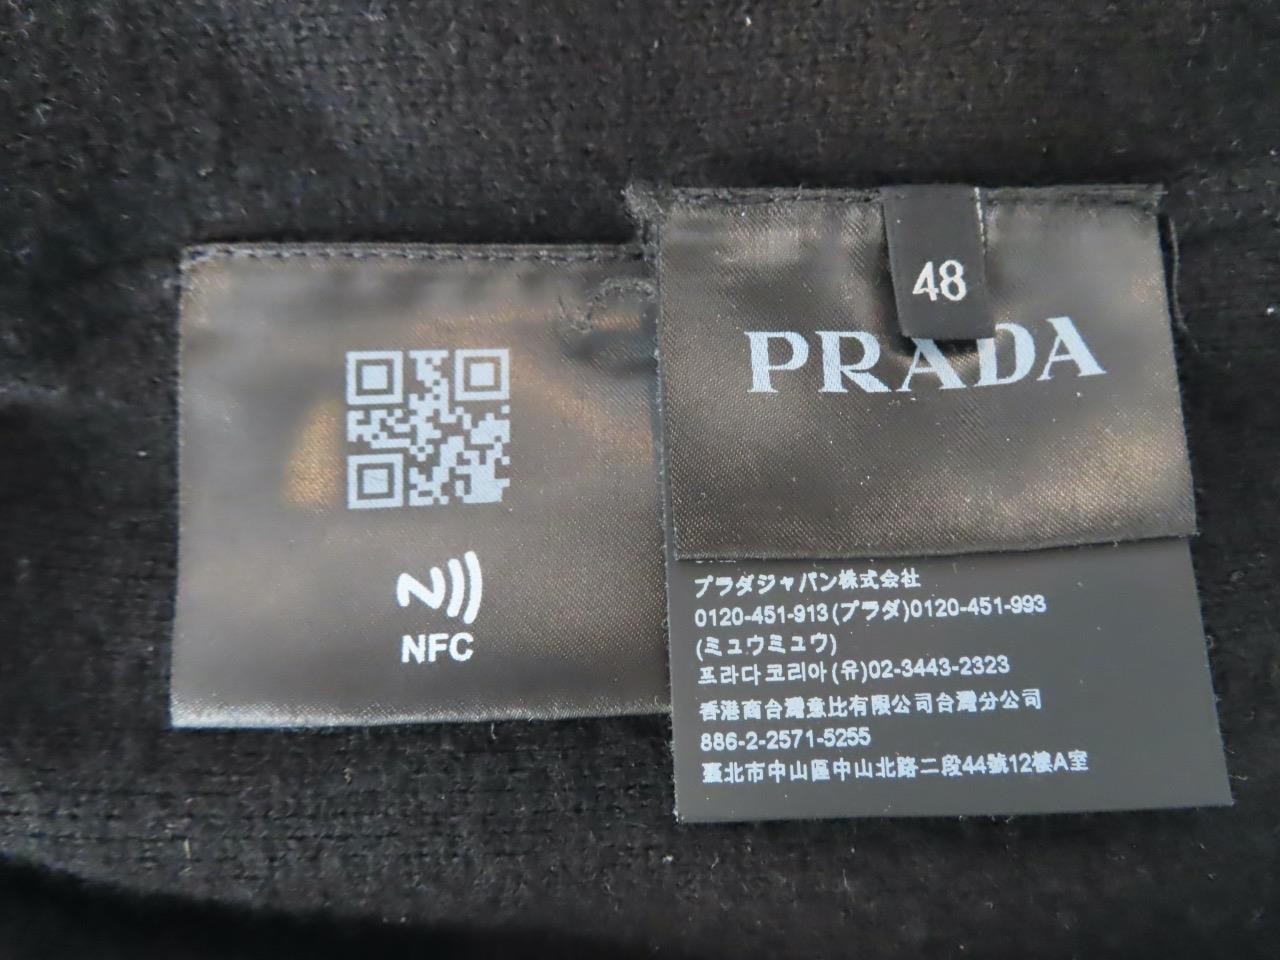 48
PRADA
NFC
プラダジャパン株式会社
0120-451-913(プラダ)0120-451-993
(ミュウミュウ)
프라다코리아(유)02-3443-2323
香港商台灣意比有限公司台灣分公司
886-2-2571-5255
臺北市中山區中山北路二段44號12樓A室